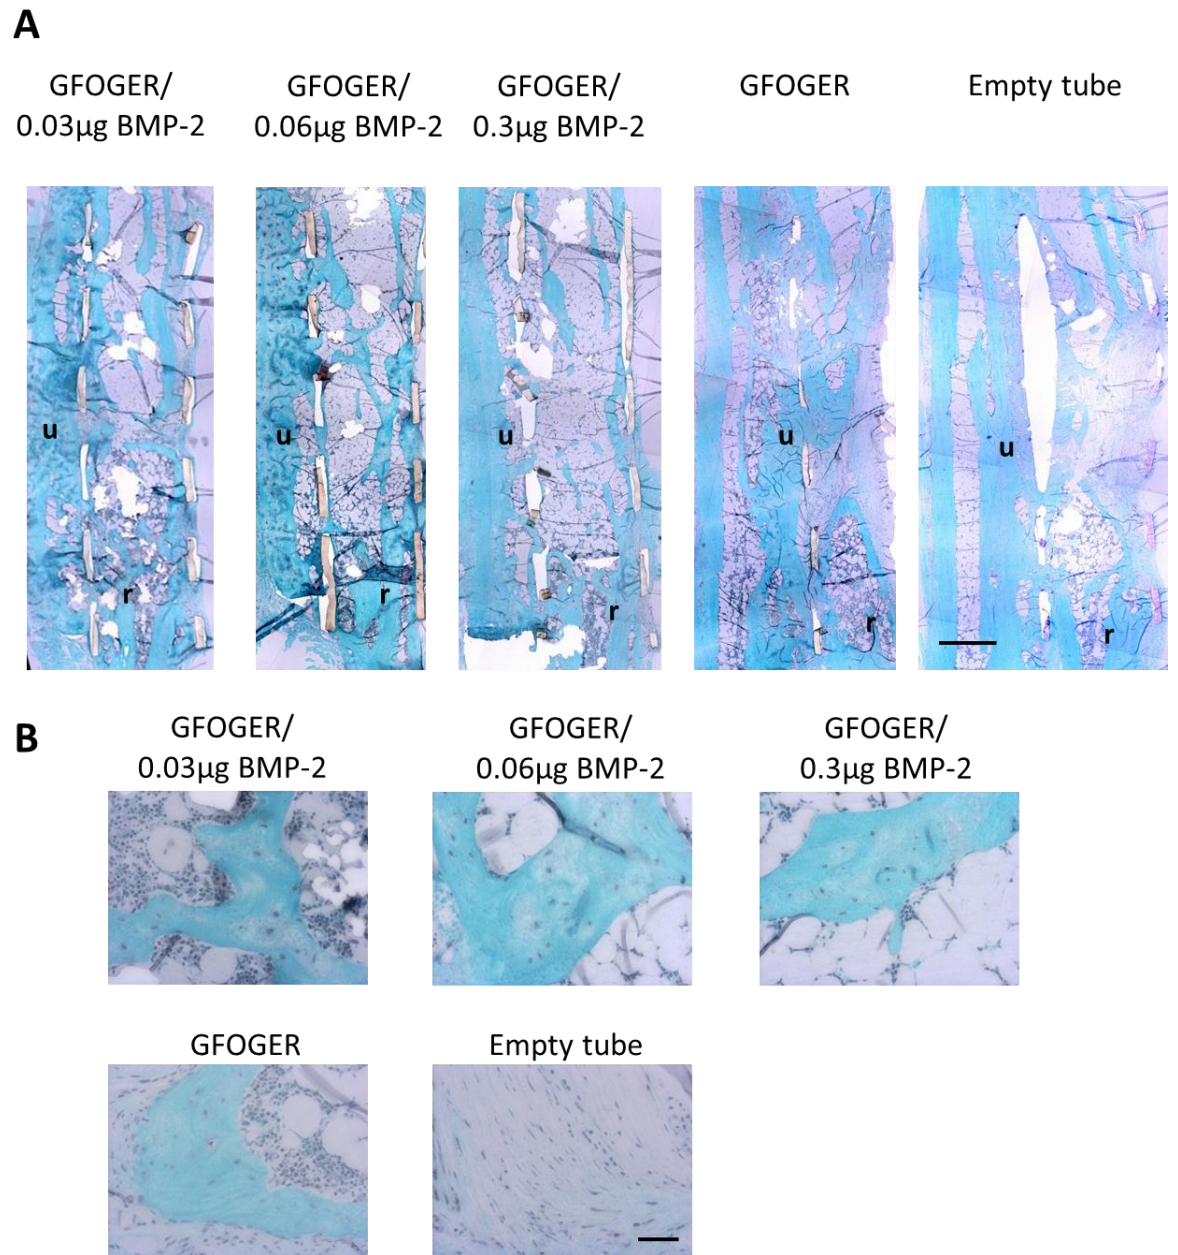 A
GFOGER/
0.03µg BMP-2
GFOGER/
0.06µg BMP-2
GFOGER/
0.3µg BMP-2
GFOGER
Empty tube
u
r
u
r
u
r
u
r
u
r
B
GFOGER/
0.03µg BMP-2
GFOGER/
0.06µg BMP-2
GFOGER/
0.3µg BMP-2
GFOGER
Empty tube